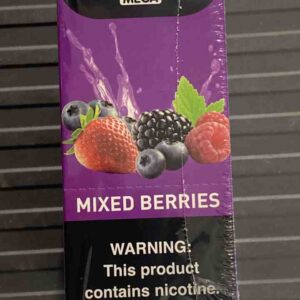 MEGA
MIXED BERRIES
WARNING:
This product
contains nicotine.